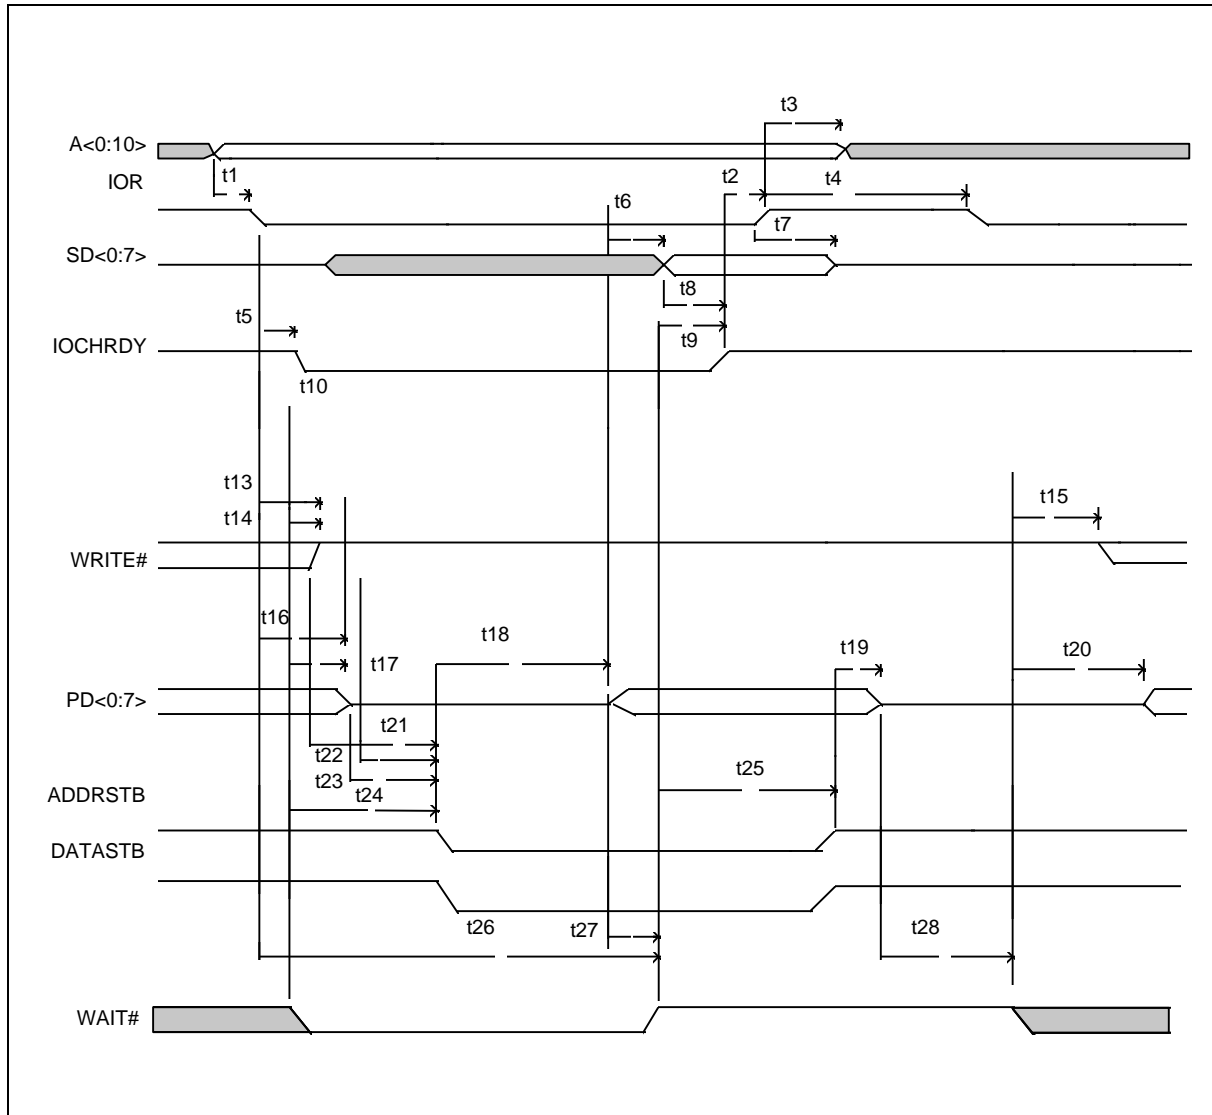 t3
A<0:10>
t1 t2 t4
IOR
t6
t7
SD<0:7>
t8
t5
t9
IOCHRDY
t10
t13
t15
t14
WRITE#
t16
t18
t19 t20
t17
PD<0:7>
t21
t22
t23
t25
t24
ADDRSTB
DATASTB
t26 t27 t28
WAIT#